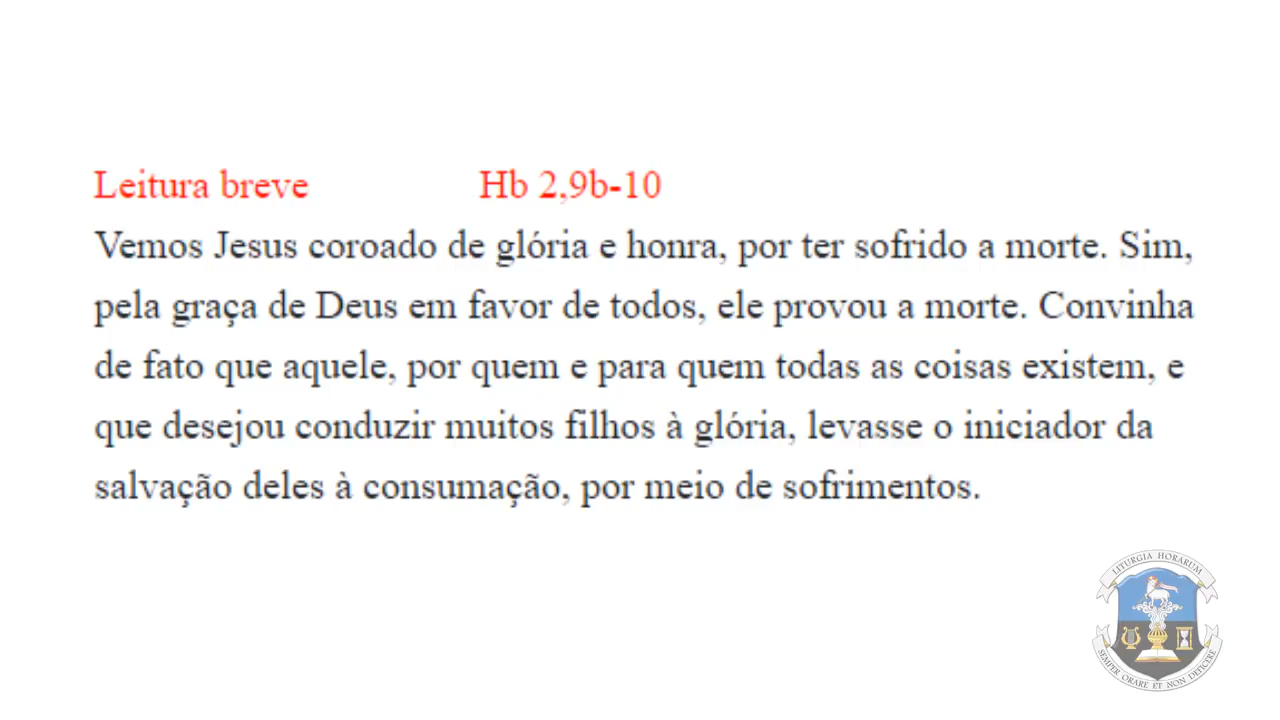 Leitura breve Hb 2,9b-10
Vemos Jesus coroado de glória e honra, por ter sofrido a morte. Sim,
pela graça de Deus em favor de todos, ele provou a morte. Convinha
de fato que aquele, por quem e para quem todas as coisas existem, e
que desejou conduzir muitos filhos à glória, levasse o iniciador da
salvação deles à consumação, por meio de sofrimentos.
LITURGIA HORARUM
SEMPER ORARE ET NON DEFICERE